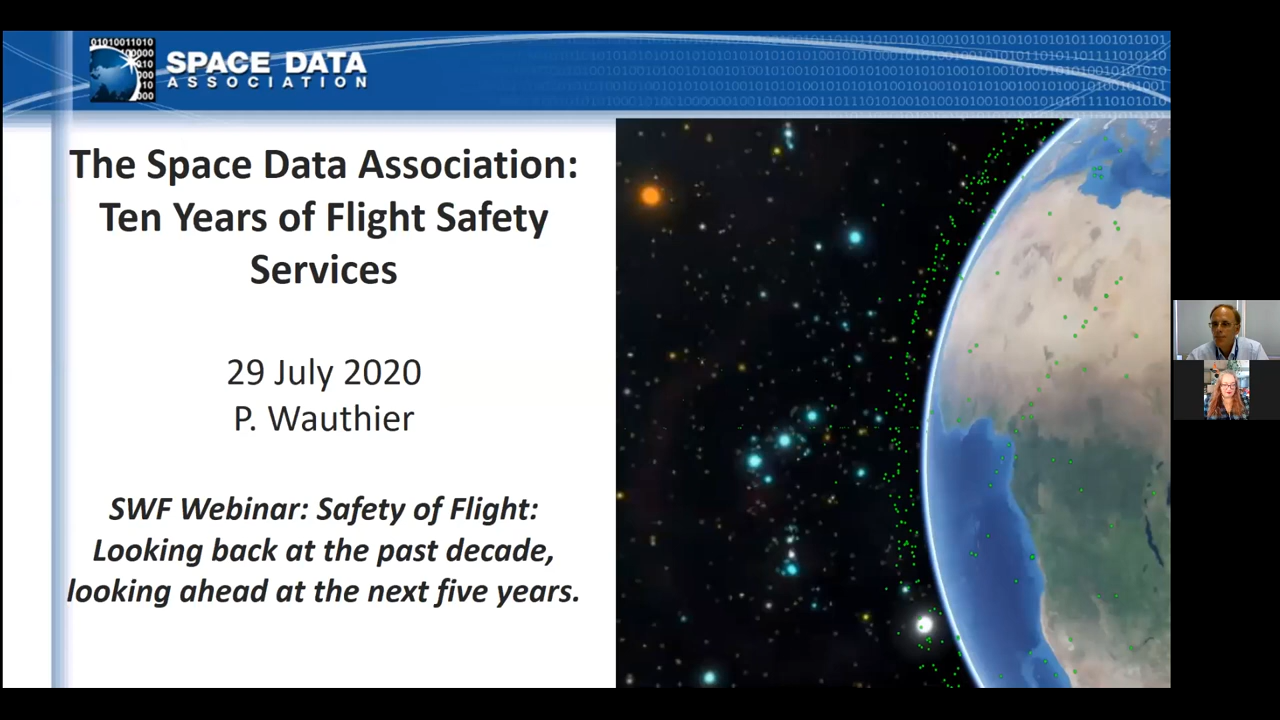 01010011010
SPACE DATA
ASSOCIATION
The Space Data Association:
Ten Years of Flight Safety
Services
29 July 2020
P. Wauthier
SWF Webinar: Safety of Flight:
Looking back at the past decade,
looking ahead at the next five years.